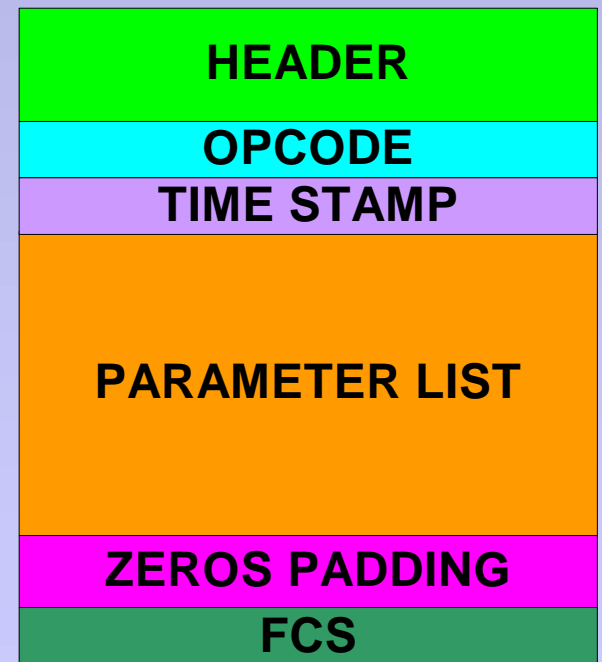 HEADER
OPCODE
TIME STAMP
PARAMETER LIST
ZEROS PADDING
FCS